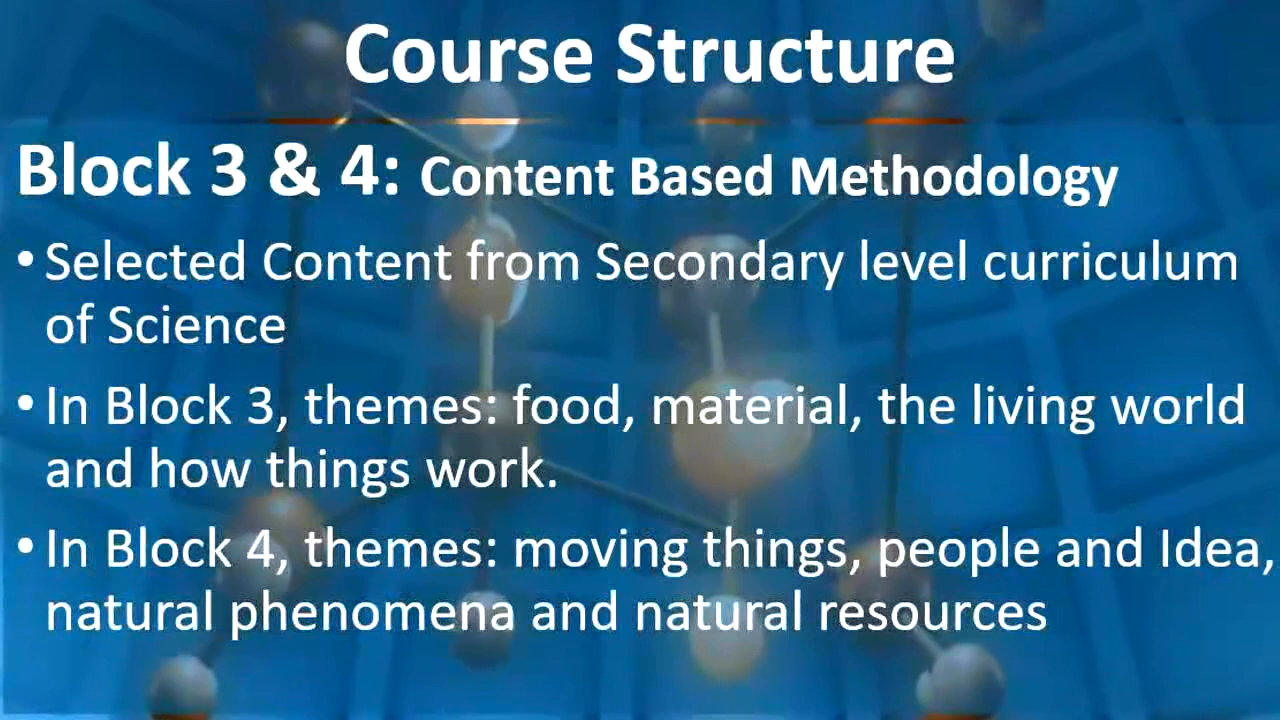 Course Structure
Block 3 & 4: Content Based Methodology
• Selected Content from Secondary level curriculum
of Science
• In Block 3, themes: food, material, the living world
and how things work.
• In Block 4, themes: moving things, people and Idea,
natural phenomena and natural resources